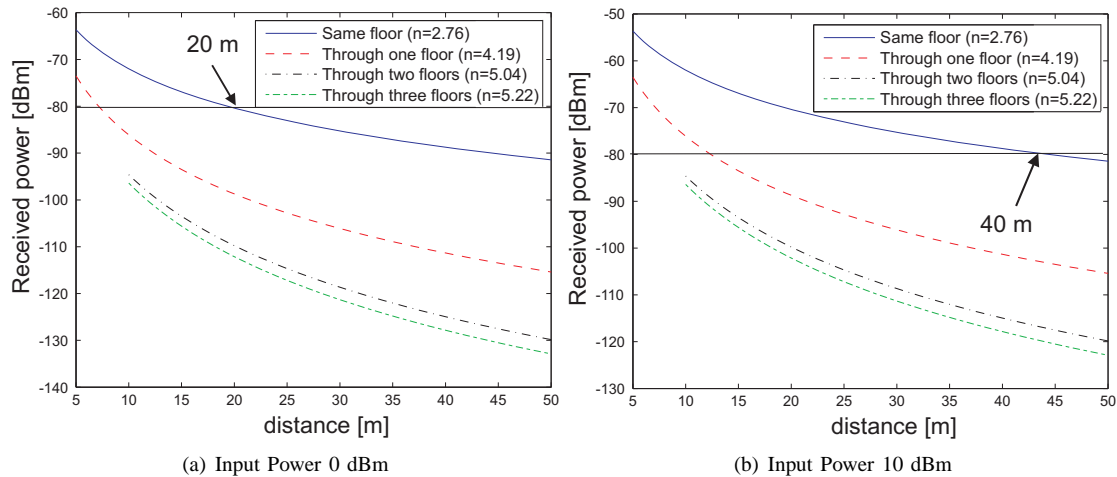 -60
-70
-80
-90
-100
-110
-120
-130
-140
Received power [dBm]
20 m
Same floor (n=2.76)
Through one floor (n=4.19)
Through two floors (n=5.04)
Through three floors (n=5.22)
5 10 15 20 25 30 35 40 45 50
distance [m]
(a) Input Power 0 dBm
-50
-60
-70
-80
-90
-100
-110
-120
-130
Received power [dBm]
Same floor (n=2.76)
Through one floor (n=4.19)
Through two floors (n=5.04)
Through three floors (n=5.22)
40 m
5 10 15 20 25 30 35 40 45 50
distance [m]
(b) Input Power 10 dBm